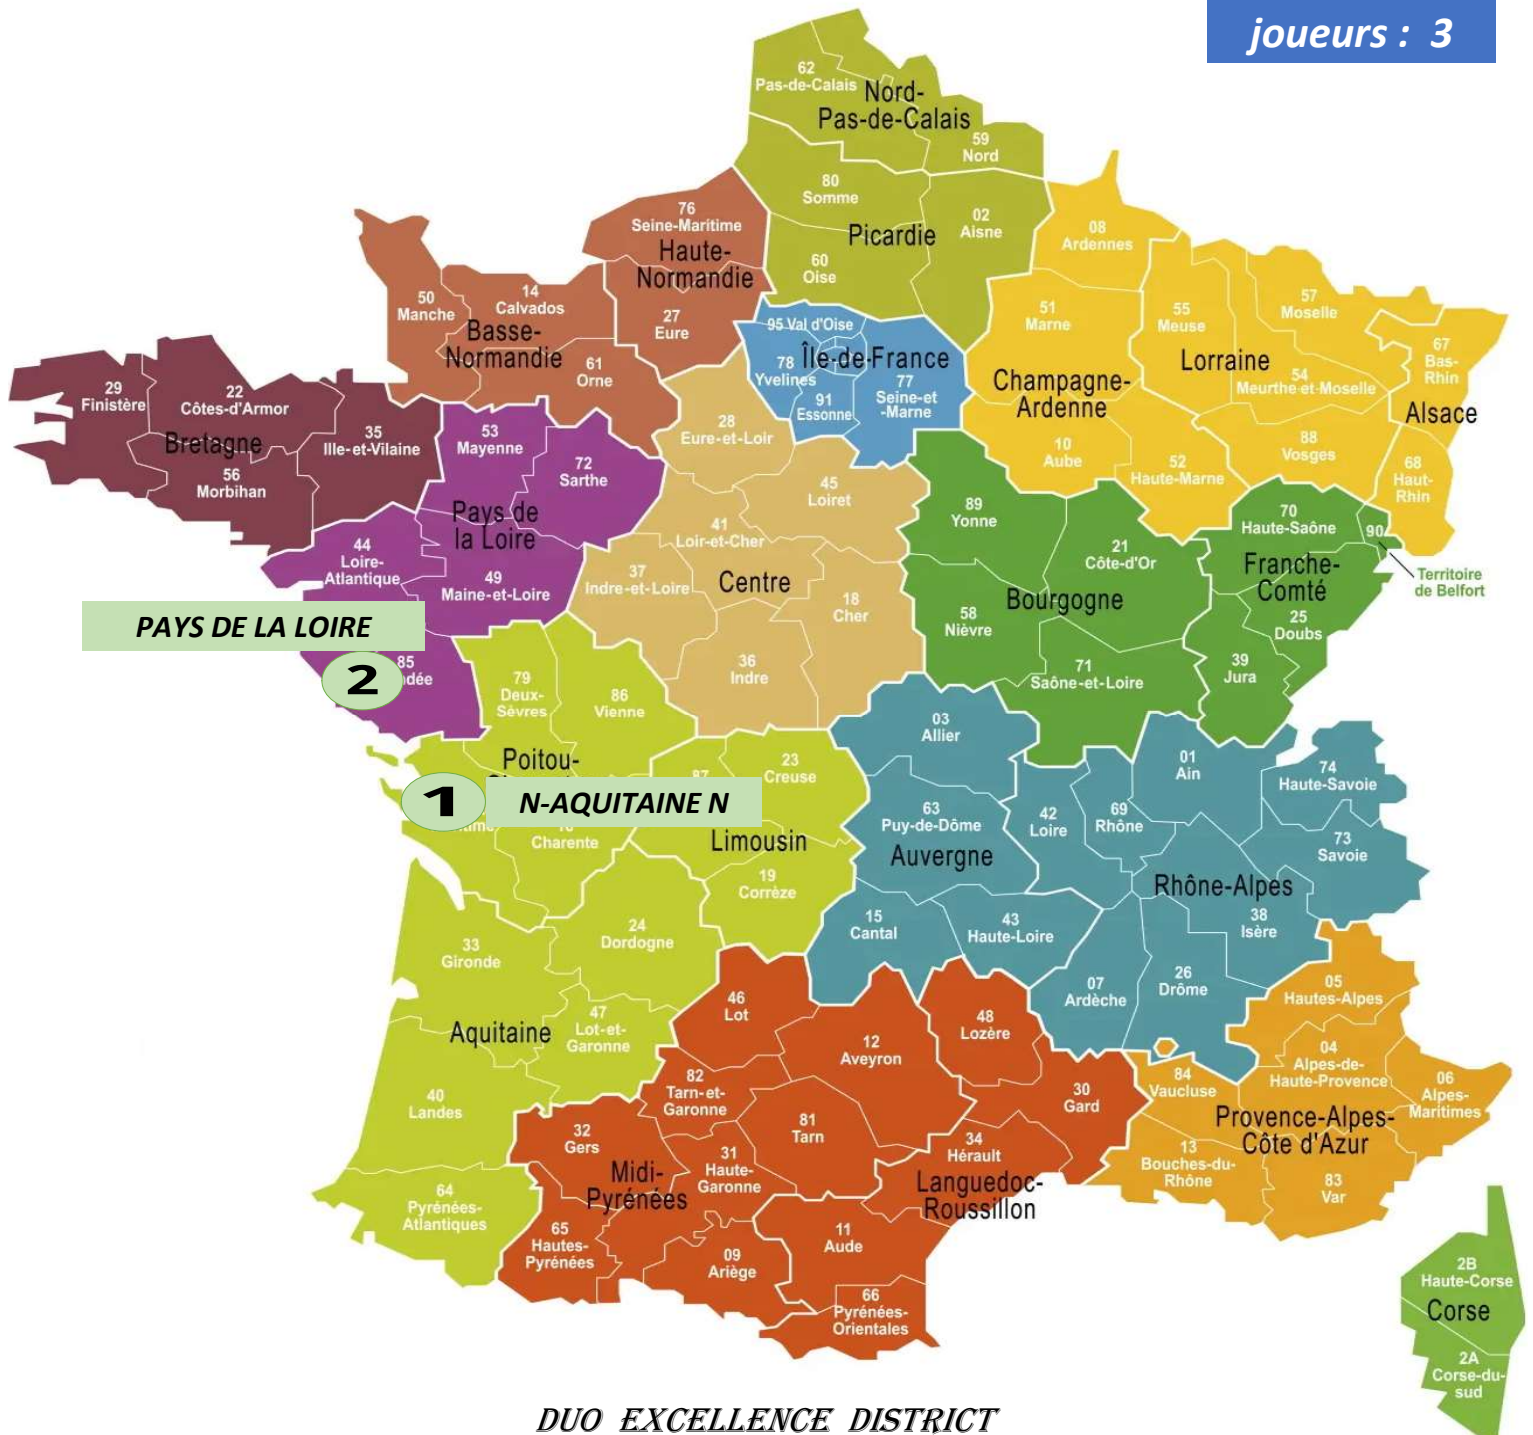 joueurs : 3
62
Pas-de-Calais
Nord-
Pas-de-Calais
59
Nord
80
Somme
02
Aisne
Picardie
60
Oise
76
Seine-Maritime
Haute-
Normandie
27
Eure
50
Manche
14
Calvados
Basse-
Normandie
61
Orne
08
Ardennes
51
Marne
Champagne-
Ardenne
10
Aube
52
Haute-Marne
55
Meuse
57
Moselle
Lorraine
54
Meurthe-et-Moselle
88
Vosges
67
Bas-
Rhin
Alsace
68
Haut-
Rhin
95 Val d'Oise
Île-de-France
78
Yvelines
91
Essonne
77
Seine-et
-Marne
29
Finistère
22
Côtes-d'Armor
Bretagne
35
Ille-et-Vilaine
56
Morbihan
53
Mayenne
72
Sarthe
Pays de
la Loire
44
Loire-
Atlantique
49
Maine-et-Loire
PAYS DE LA LOIRE
2
85
dée
28
Eure-et-Loir
45
Loiret
41
Loir-et-Cher
37
Indre-et-Loire
Centre
18
Cher
36
Indre
89
Yonne
21
Côte-d'Or
Bourgogne
58
Nièvre
71
Saône-et-Loire
70
Haute-Saône
90
Territoire
de Belfort
Franche-
Comté
25
Doubs
39
Jura
79
Deux-
Sèvres
86
Vienne
Poitou-
1
N-AQUITAINE N
Charente
87
23
Creuse
Limousin
19
Corrèze
03
Allier
63
Puy-de-Dôme
Auvergne
15
Cantal
43
Haute-Loire
42
Loire
69
Rhône
01
Ain
74
Haute-Savoie
73
Savoie
Rhône-Alpes
38
Isère
07
Ardèche
26
Drôme
33
Gironde
24
Dordogne
47
Lot-et-
Garonne
Aquitaine
40
Landes
64
Pyrénées-
Atlantiques
46
Lot
12
Aveyron
82
Tarn-et-
Garonne
81
Tarn
32
Gers
31
Haute-
Garonne
Midi-
Pyrénées
65
Hautes-
Pyrénées
09
Ariège
48
Lozère
30
Gard
34
Hérault
Languedoc-
Roussillon
11
Aude
66
Pyrénées-
Orientales
05
Hautes-Alpes
04
Alpes-de-
Haute-Provence
06
Alpes-
Maritimes
84
Vaucluse
Provence-Alpes-
Côte d'Azur
13
Bouches-du-
Rhône
83
Var
2B
Haute-Corse
Corse
2A
Corse-du-
sud
DUO EXCELLENCE DISTRICT